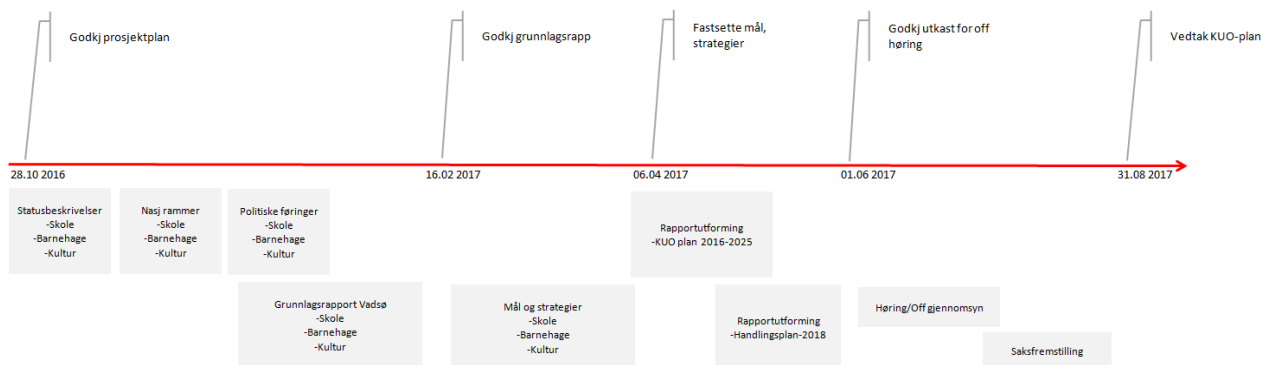 Godkj prosjektplan
Godkj grunnlagsrapp
Fastsette mål,
strategier
Godkj utkast for off
høring
Vedtak KUO-plan
28.10 2016
16.02 2017
06.04 2017
01.06 2017
31.08 2017
Statusbeskrivelser
-Skole
-Barnehage
-Kultur
Nasj rammer
-Skole
-Barnehage
-Kultur
Politiske føringer
-Skole
-Barnehage
-Kultur
Rapportutforming
-KUO plan 2016-2025
Grunnlagsrapport Vadsø
-Skole
-Barnehage
-Kultur
Mål og strategier
-Skole
-Barnehage
-Kultur
Rapportutforming
-Handlingsplan-2018
Høring/Off gjennomsyn
Saksfremstilling